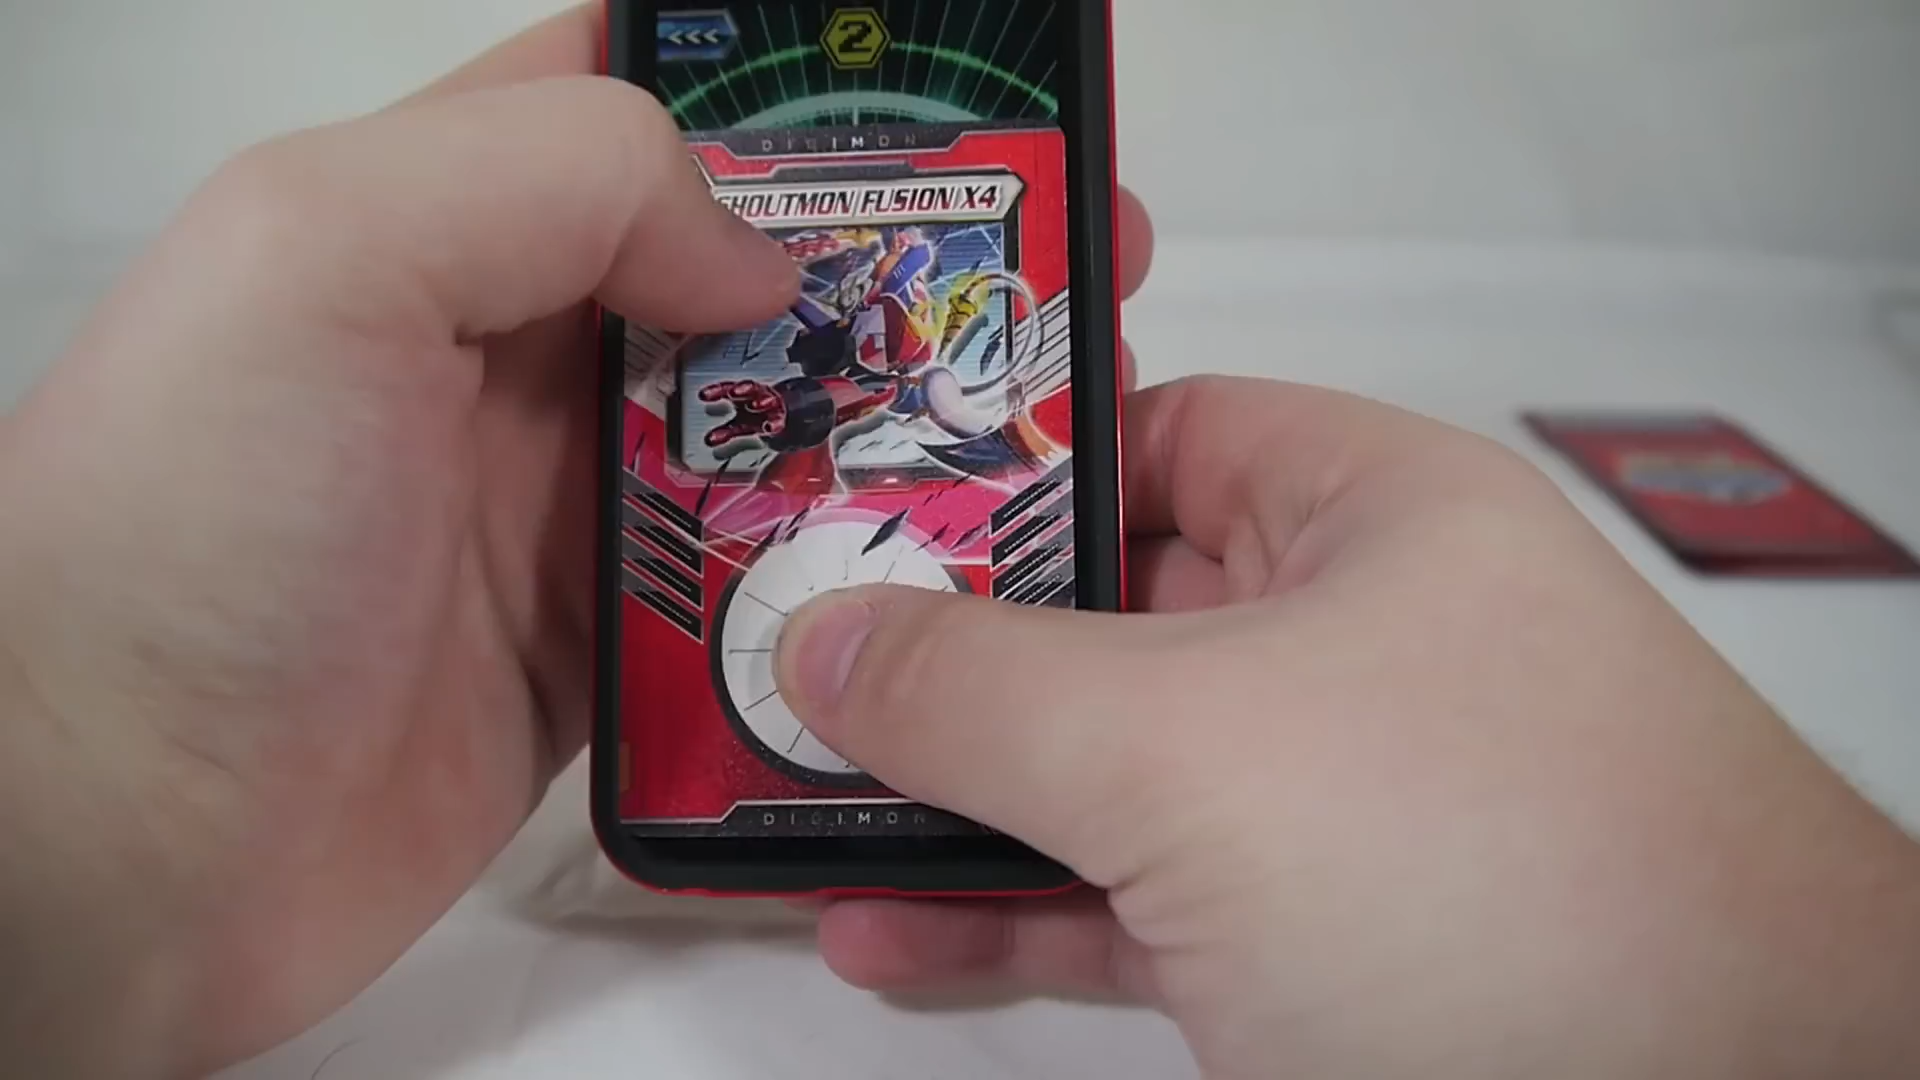 <<<
2
DIGIMON
SHOUTMON FUSION X4
DIGIMON